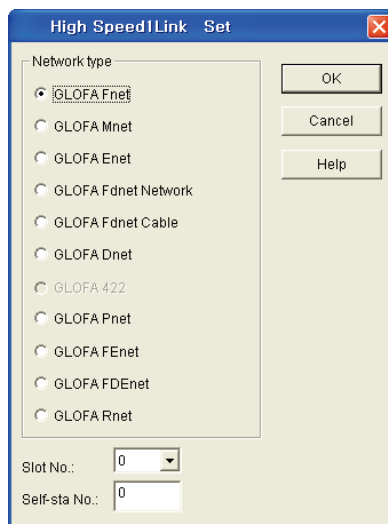 High Speed1Link Set
Network type
GLOFA Fnet
GLOFA Mnet
GLOFA Enet
GLOFA Fdnet Network
GLOFA Fdnet Cable
GLOFA Dnet
GLOFA 422
GLOFA Pnet
GLOFA FEnet
GLOFA FDEnet
GLOFA Rnet
OK
Cancel
Help
Slot No.: 0
Self-sta No.: 0